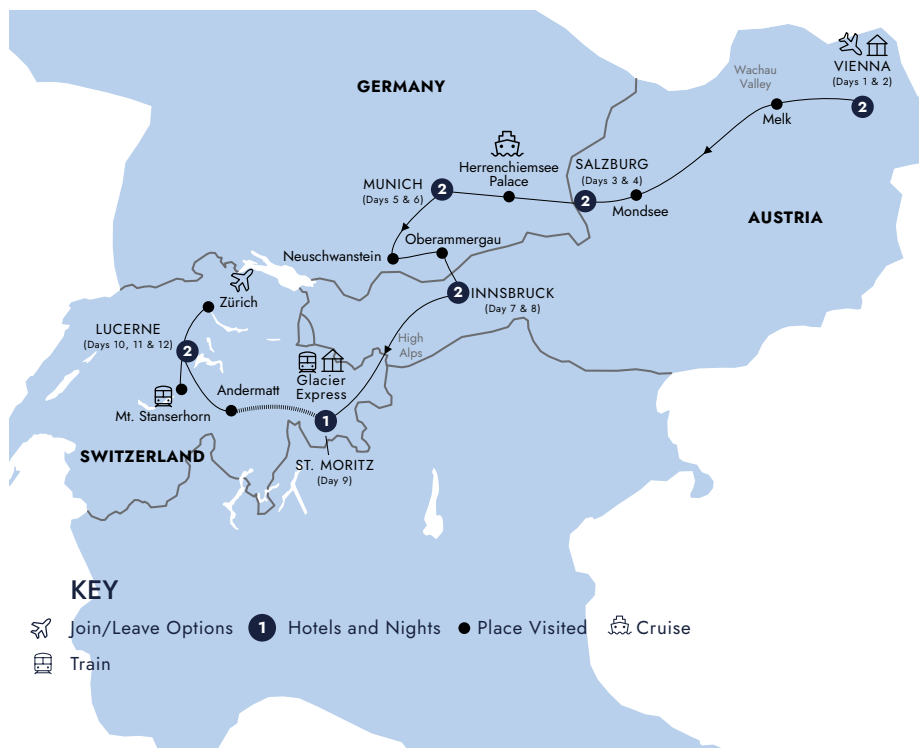 GERMANY
Wachau
Valley
VIENNA
(Days 1 & 2)
2
Melk
Herrenchiemsee
Palace
SALZBURG
(Days 3 & 4)
2
Mondsee
MUNICH
(Days 5 & 6)
2
AUSTRIA
Oberammergau
Neuschwanstein
2
INNSBRUCK
(Day 7 & 8)
Zürich
LUCERNE
(Days 10, 11 & 12)
2
High
Alps
Glacier
Express
Andermatt
Mt. Stanserhorn
1
SWITZERLAND
ST. MORITZ
(Day 9)
KEY
Join/Leave Options
1
Hotels and Nights
Place Visited
Cruise
Train